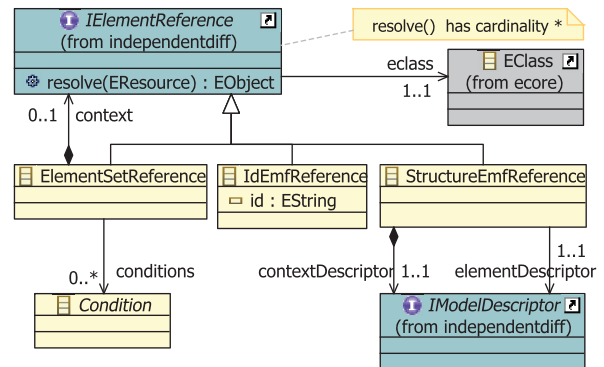 IElementReference
(from independentdiff)
resolve(EResource) : EObject
resolve() has cardinality *
eclass
1..1
EClass
(from ecore)
0..1
context
ElementSetReference
IdEmfReference
id : EString
StructureEmfReference
0..*
conditions
contextDescriptor
1..1
1..1
elementDescriptor
Condition
IModelDescriptor
(from independentdiff)